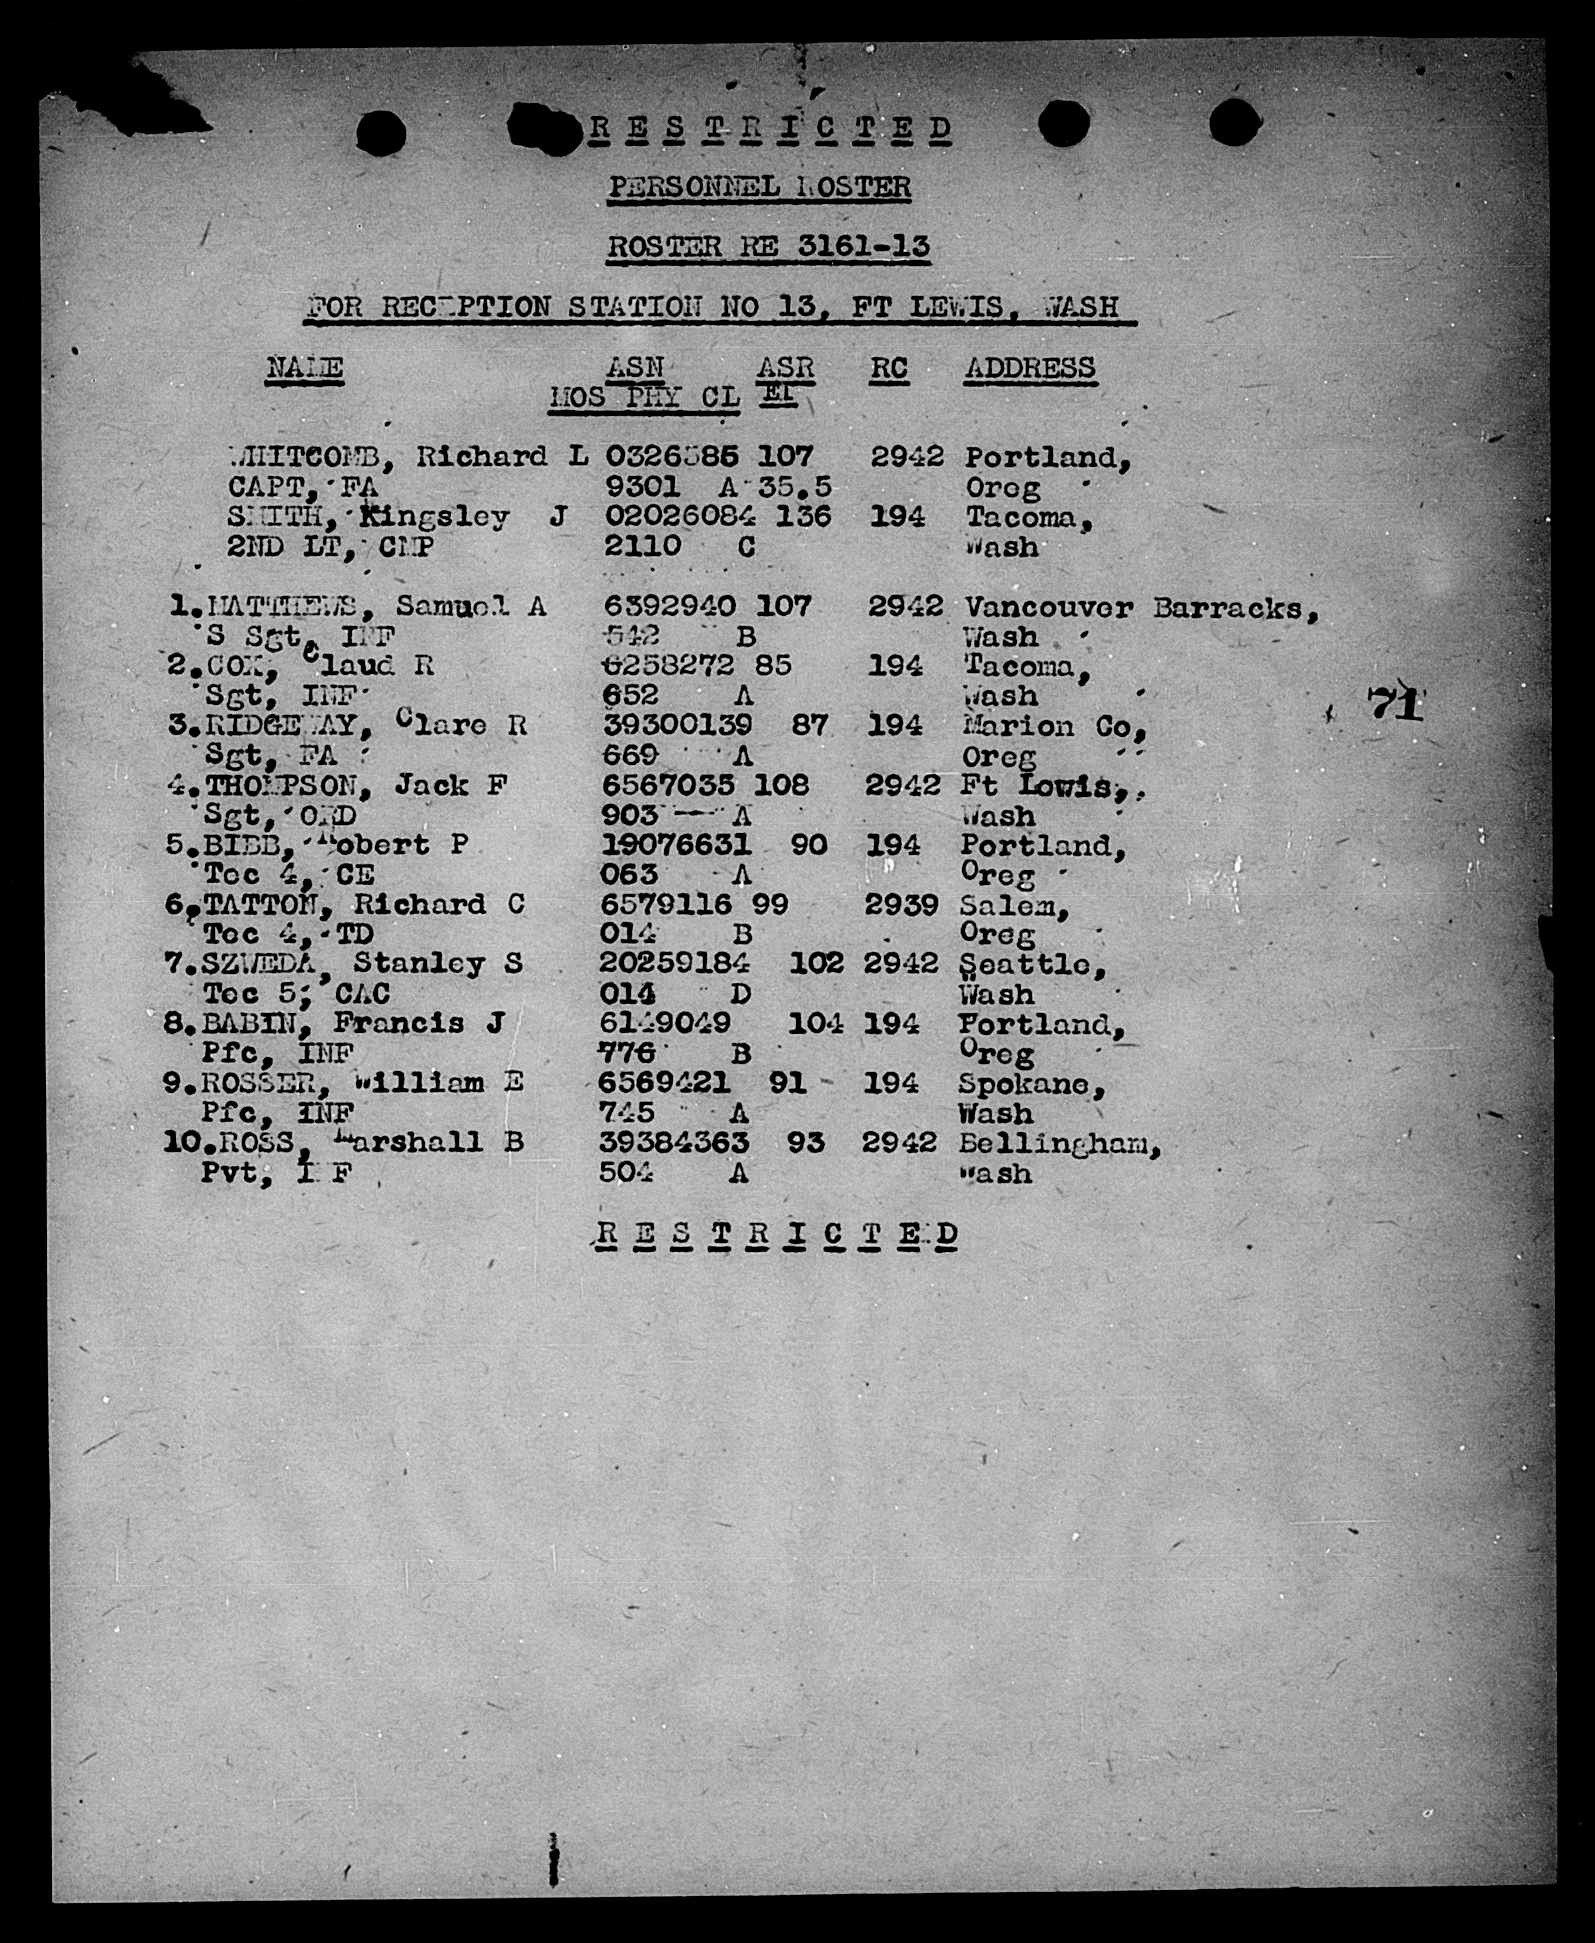 R E S T R I C T E D
PERSONNEL ROSTER
ROSTER RE 3161-13
FOR RECEPTION STATION NO 13, FT LEWIS, WASH
NAME ASN ASR RC ADDRESS
MOS PHY CL EI
WHITCOMB, Richard L 0326585 107 2942 Portland,
CAPT, FA 9301 A 35.5 Oreg
SMITH, Kingsley J 02026084 136 194 Tacoma,
2ND LT, CMP 2110 C Wash
1.MATTHEWS, Samuel A 6392940 107 2942 Vancouver Barracks,
S Sgt, INF 542 B Wash
2.COX, Claud R 6258272 85 194 Tacoma,
Sgt, INF 652 A Wash
71
3.RIDGEWAY, Clare R 39300139 87 194 Marion Co,
Sgt, FA 669 A Oreg
4.THOMPSON, Jack F 6567035 108 2942 Ft Lewis,
Sgt, ORD 903 — A Wash
5.BIBB, Robert P 19076631 90 194 Portland,
Tec 4, CE 063 A Oreg
6,TATTON, Richard C 6579116 99 2939 Salem,
Tec 4, TD 014 B Oreg
7.SZWEDA, Stanley S 20259184 102 2942 Seattle,
Tec 5, CAC 014 D Wash
8.BABIN, Francis J 6149049 104 194 Portland,
Pfc, INF 776 B Oreg
9.ROSSER, William E 6569421 91 194 Spokane,
Pfc, INF 745 A Wash
10.ROSS, Marshall B 39384363 93 2942 Bellingham,
Pvt, INF 504 A Wash
R E S T R I C T E D